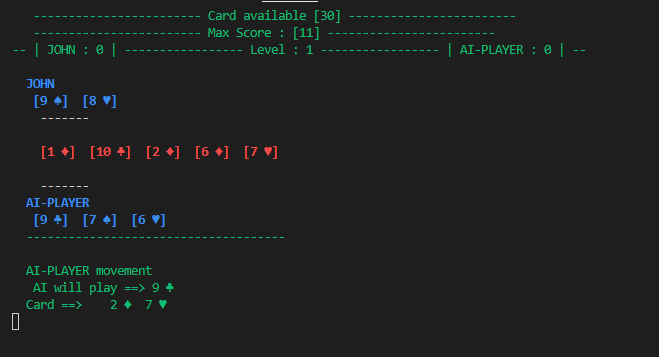 ------------------------ Card available [30] ------------------------
------------------------ Max Score : [11] ------------------------
-- | JOHN : 0 | ----------------- Level : 1 ----------------- | AI-PLAYER : 0 | --
JOHN
[9 ♠] [8 ♥]
-------
[1 ♦] [10 ♣] [2 ♦] [6 ♦] [7 ♥]
-------
AI-PLAYER
[9 ♣] [7 ♠] [6 ♥]
-------------------------------------
AI-PLAYER movement
AI will play ==> 9 ♣
Card ==> 2 ♦ 7 ♥